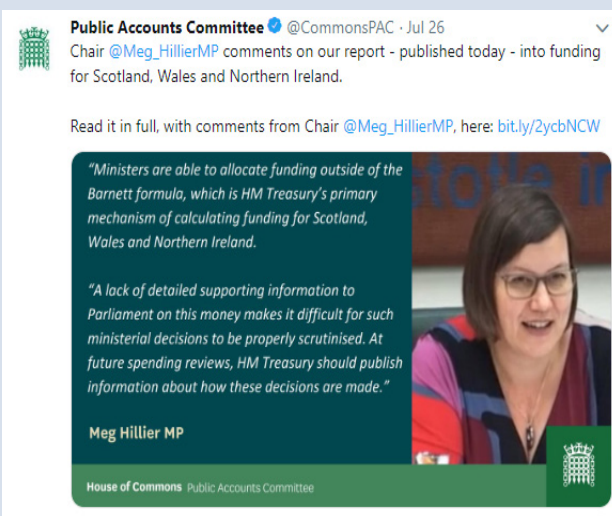 Public Accounts Committee @CommonsPAC · Jul 26
Chair @Meg_HillierMP comments on our report - published today - into funding
for Scotland, Wales and Northern Ireland.
Read it in full, with comments from Chair @Meg_HillierMP, here: bit.ly/2ycbNCW
“Ministers are able to allocate funding outside of the
Barnett formula, which is HM Treasury’s primary
mechanism of calculating funding for Scotland,
Wales and Northern Ireland.
“A lack of detailed supporting information to
Parliament on this money makes it difficult for such
ministerial decisions to be properly scrutinised. At
future spending reviews, HM Treasury should publish
information about how these decisions are made.”
Meg Hillier MP
House of Commons Public Accounts Committee